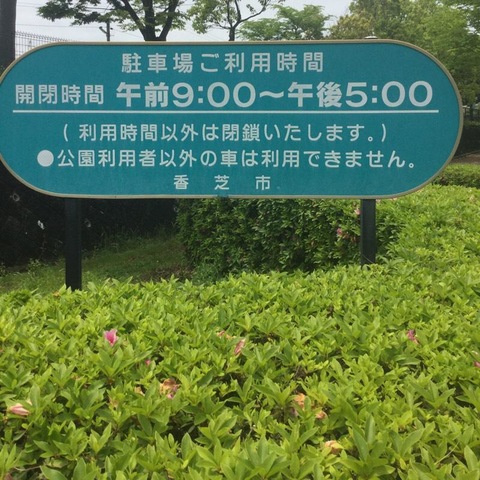 駐車場ご利用時間
開閉時間 午前9:00〜午後5:00
(利用時間以外は閉鎖いたします。)
●公園利用者以外の車は利用できません。
香芝市